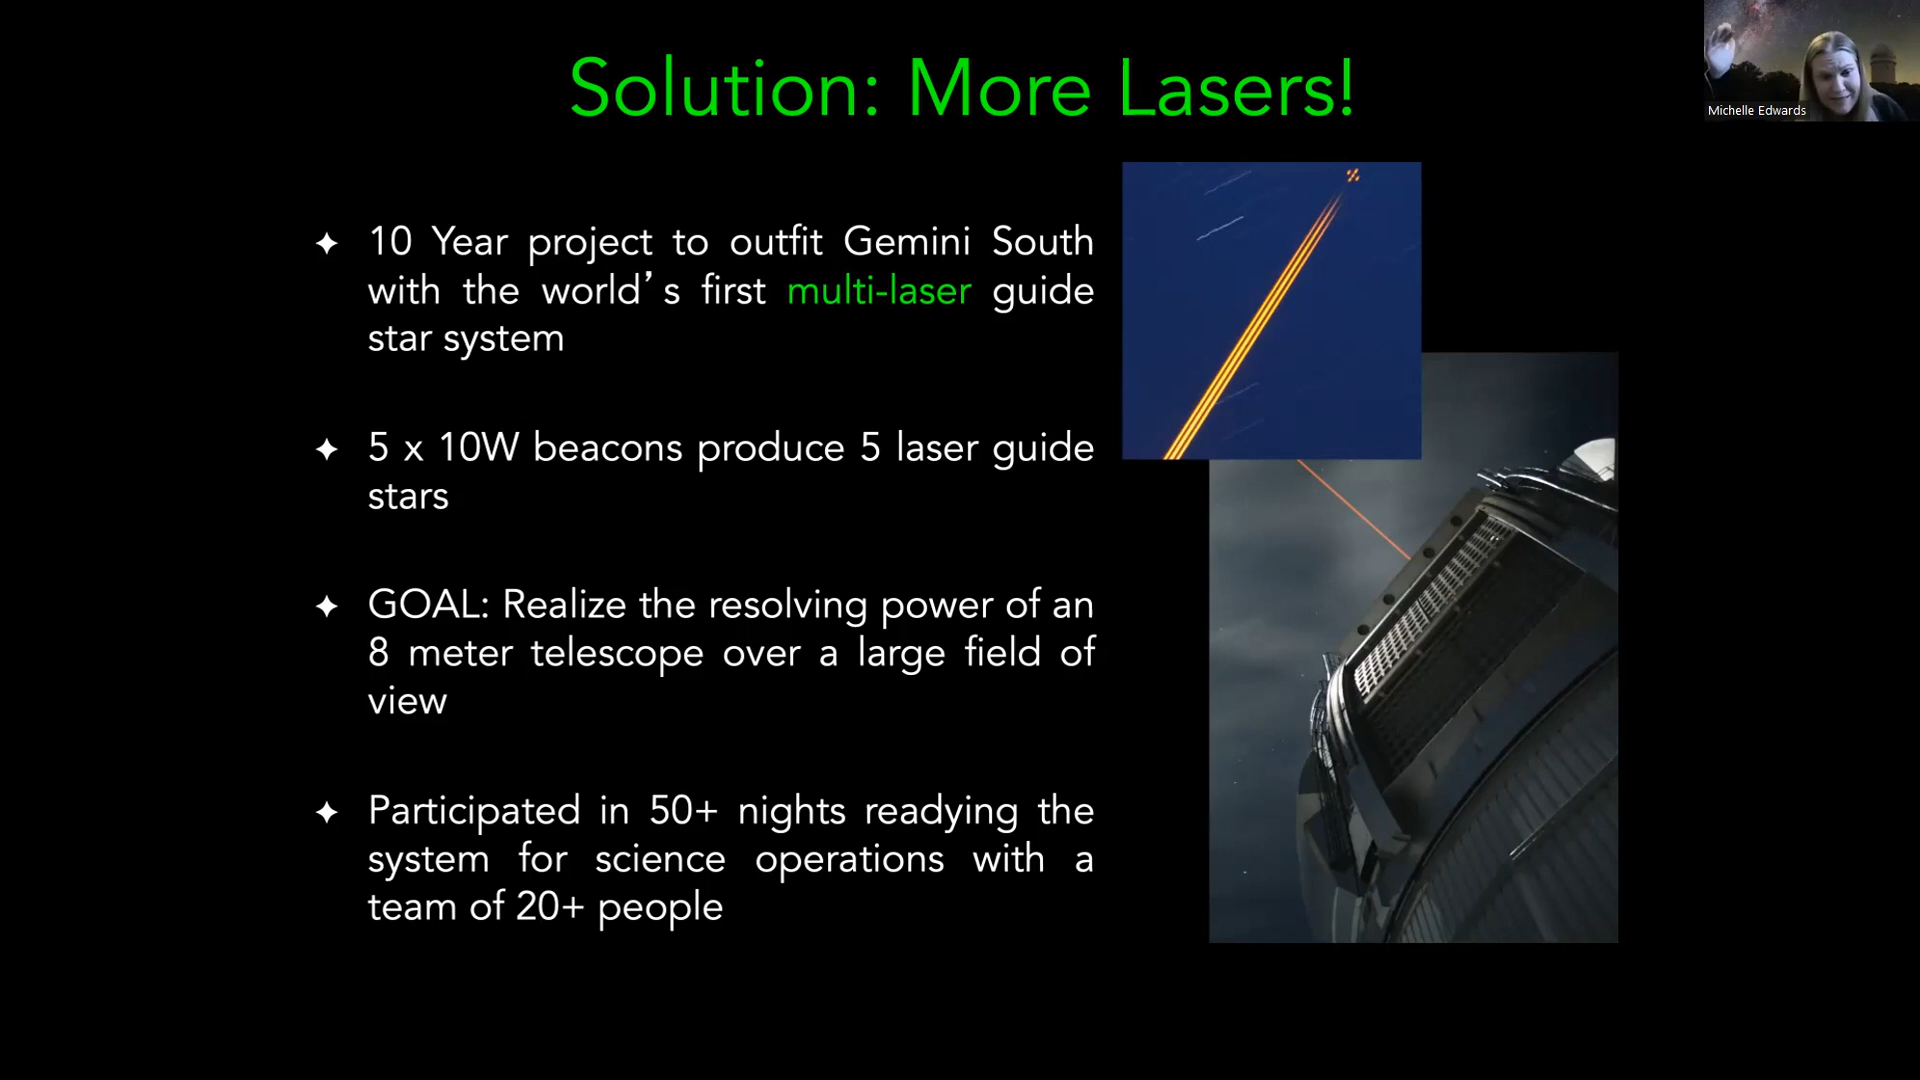 Solution: More Lasers!
Michelle Edwards
✦ 10 Year project to outfit Gemini South
with the world’s first multi-laser guide
star system
✦ 5 x 10W beacons produce 5 laser guide
stars
✦ GOAL: Realize the resolving power of an
8 meter telescope over a large field of
view
✦ Participated in 50+ nights readying the
system for science operations with a
team of 20+ people